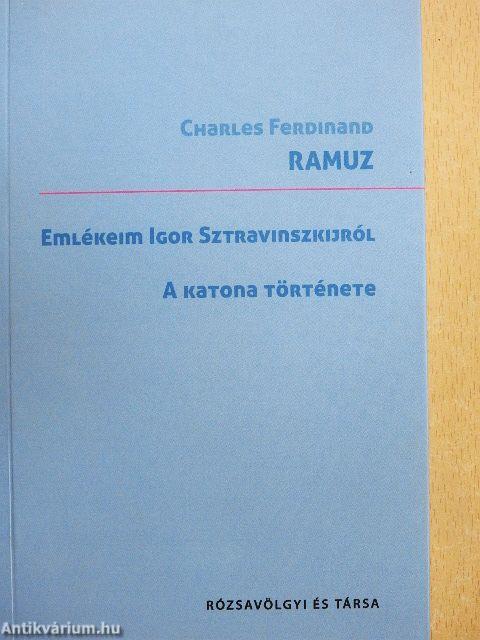 Charles Ferdinand
RAMUZ
Emlékeim Igor Sztravinszkijról
A katona története
RÓZSAVÖLGYI ÉS TÁRSA
Antikvárium.hu